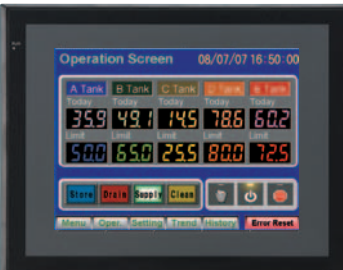 Operation Screen 08/07/07 16:50:00
A Tank B Tank C Tank D Tank E Tank
Today Today Today Today Today
35.9 49.1 14.5 78.6 60.2
Limit Limit Limit Limit Limit
50.0 65.0 25.5 80.0 72.5
Store Drain Supply Clean
Menu Oper. Setting Trend History Error Reset